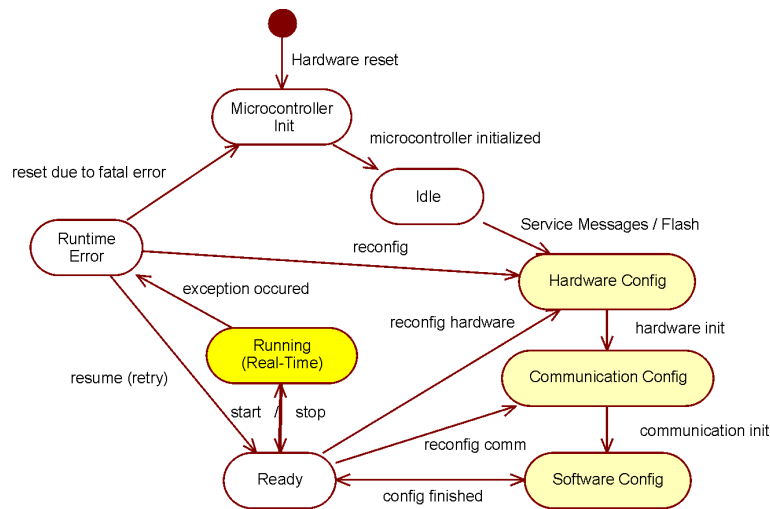 Hardware reset
Microcontroller
Init
microcontroller initialized
reset due to fatal error
Idle
Service Messages / Flash
Runtime
Error
reconfig
Hardware Config
exception occured
reconfig hardware
hardware init
Running
(Real-Time)
resume (retry)
Communication Config
start / stop
reconfig comm
communication init
Ready
config finished
Software Config